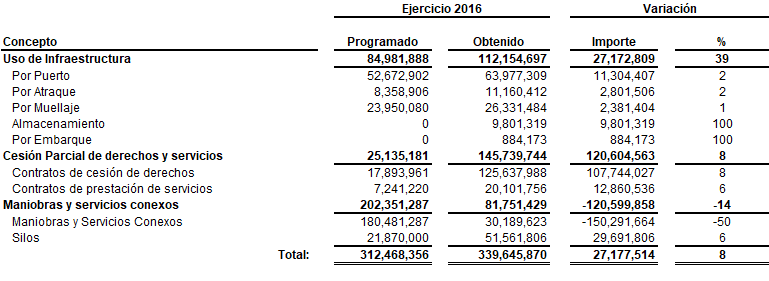 Ejercicio 2016 Variación
Concepto Programado Obtenido Importe %
Uso de Infraestructura 84,981,888 112,154,697 27,172,809 39
Por Puerto 52,672,902 63,977,309 11,304,407 2
Por Atraque 8,358,906 11,160,412 2,801,506 2
Por Muellaje 23,950,080 26,331,484 2,381,404 1
Almacenamiento 0 9,801,319 9,801,319 100
Por Embarque 0 884,173 884,173 100
Cesión Parcial de derechos y servicios 25,135,181 145,739,744 120,604,563 8
Contratos de cesión de derechos 17,893,961 125,637,988 107,744,027 8
Contratos de prestación de servicios 7,241,220 20,101,756 12,860,536 6
Maniobras y servicios conexos 202,351,287 81,751,429 -120,599,858 -14
Maniobras y Servicios Conexos 180,481,287 30,189,623 -150,291,664 -50
Silos 21,870,000 51,561,806 29,691,806 6
Total: 312,468,356 339,645,870 27,177,514 8